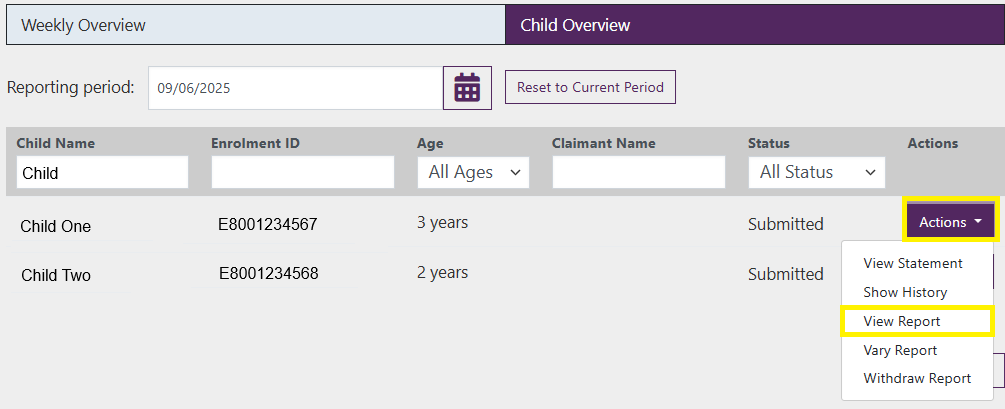 Weekly Overview Child Overview
Reporting period: 09/06/2025 Reset to Current Period
Child Name Enrolment ID Age Claimant Name Status Actions
Child All Ages All Status
Child One E8001234567 3 years Submitted Actions
Child Two E8001234568 2 years Submitted
View Statement
Show History
View Report
Vary Report
Withdraw Report